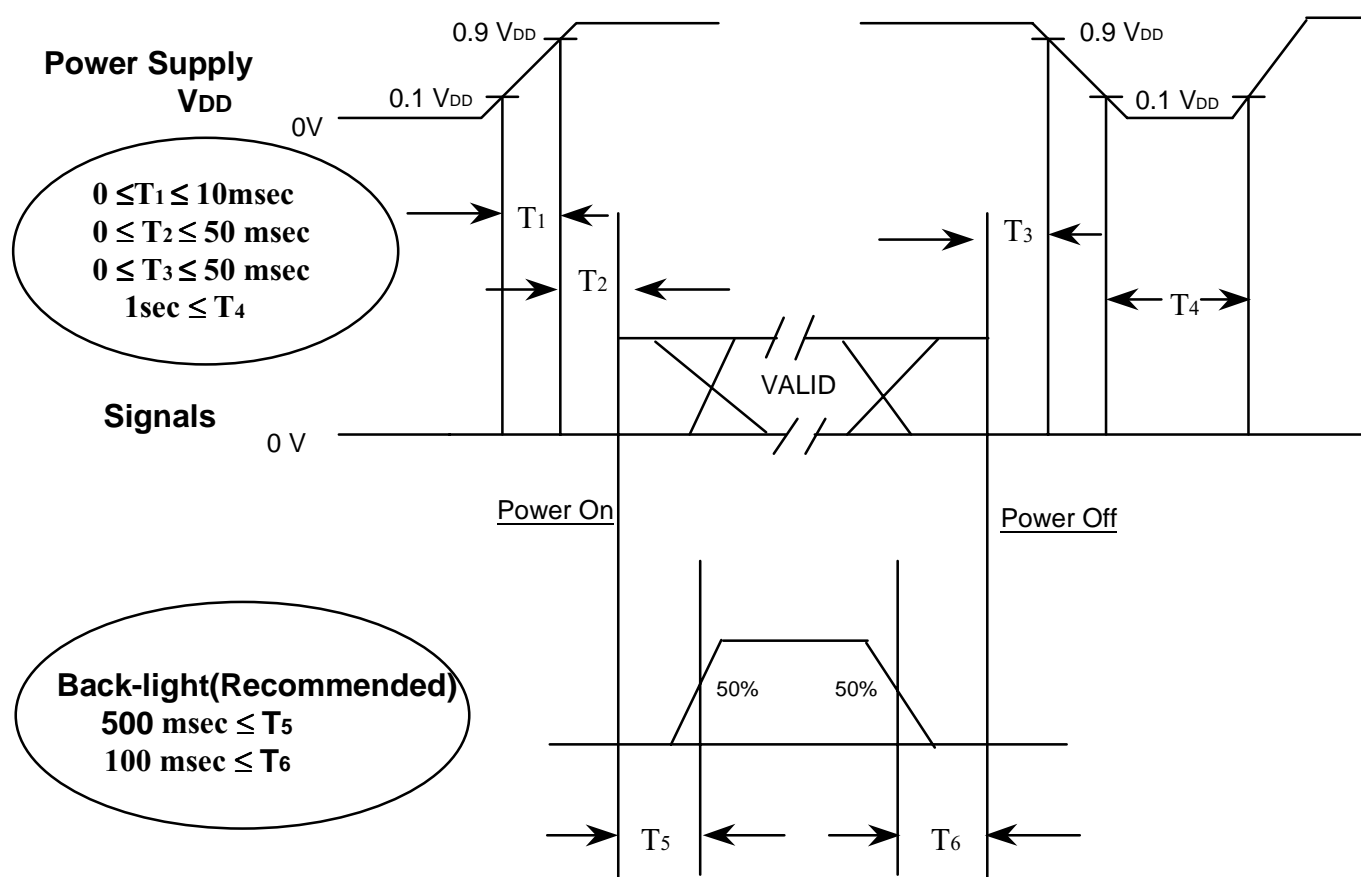 0.9 VDD
0.9 VDD
Power Supply
VDD
0.1 VDD
0.1 VDD
0V
0 ≤T1 ≤ 10msec
0 ≤ T2 ≤ 50 msec
0 ≤ T3 ≤ 50 msec
1sec ≤ T4
T1
T3
T2
T4
VALID
Signals
0 V
Power On
Power Off
Back-light(Recommended)
500 msec ≤ T5
100 msec ≤ T6
50%
50%
T5
T6